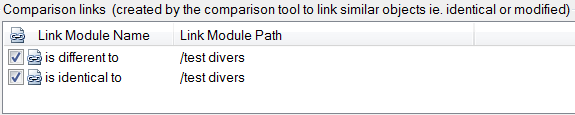 Comparison links (created by the comparison tool to link similar objects ie. identical or modified)
Link Module Name Link Module Path
is different to /test divers
is identical to /test divers